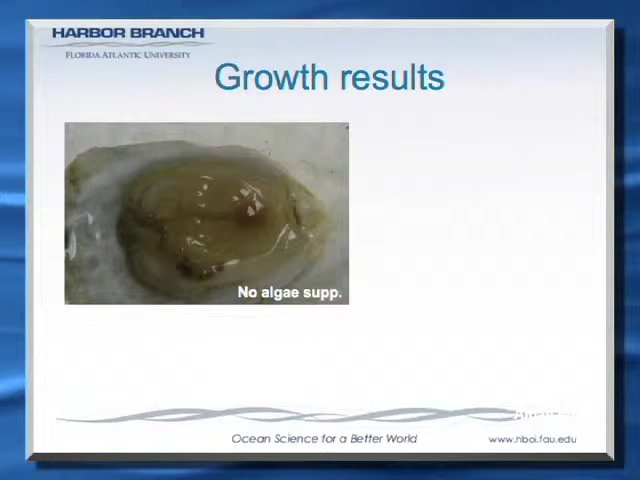 HARBOR BRANCH
FLORIDA ATLANTIC UNIVERSITY
Growth results
No algae supp.
Ocean Science for a Better World
www.hboi.fau.edu